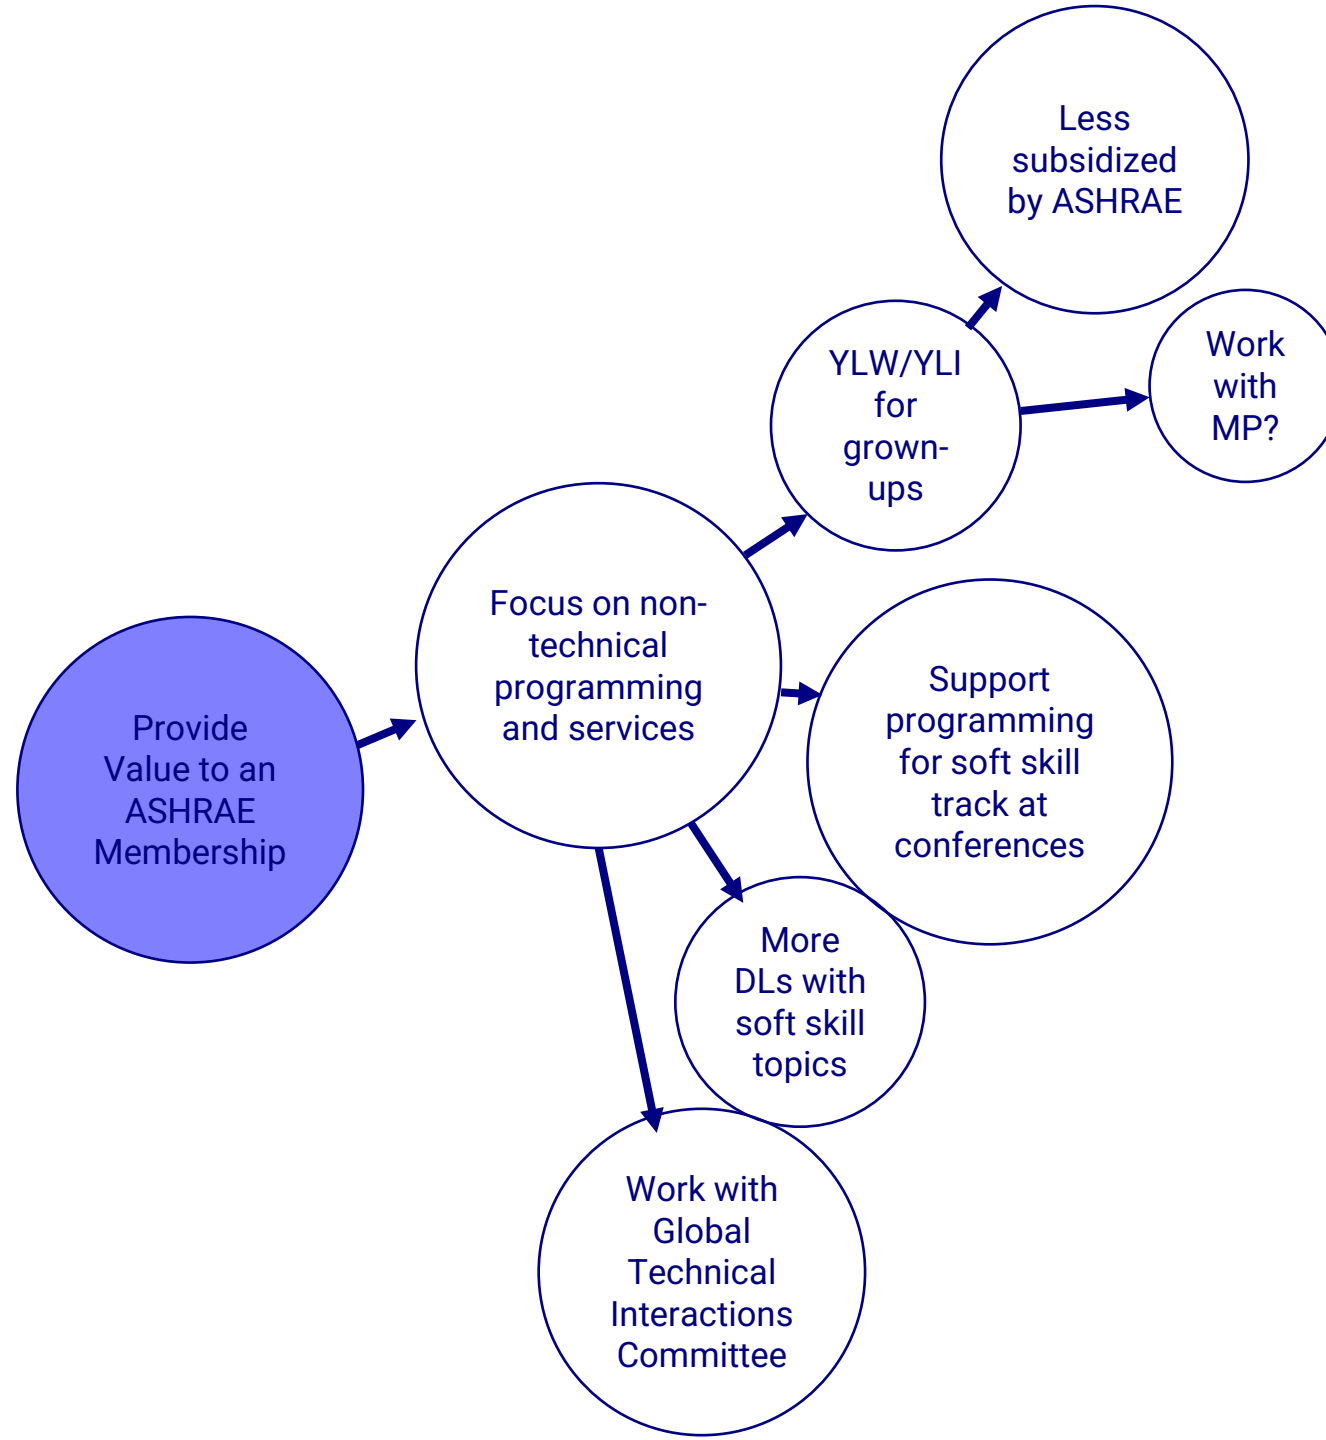 Less
subsidized
by ASHRAE
Work
with
MP?
YLW/YLI
for
grown-
ups
Focus on non-
technical
programming
and services
Support
programming
for soft skill
track at
conferences
Provide
Value to an
ASHRAE
Membership
More
DLs with
soft skill
topics
Work with
Global
Technical
Interactions
Committee